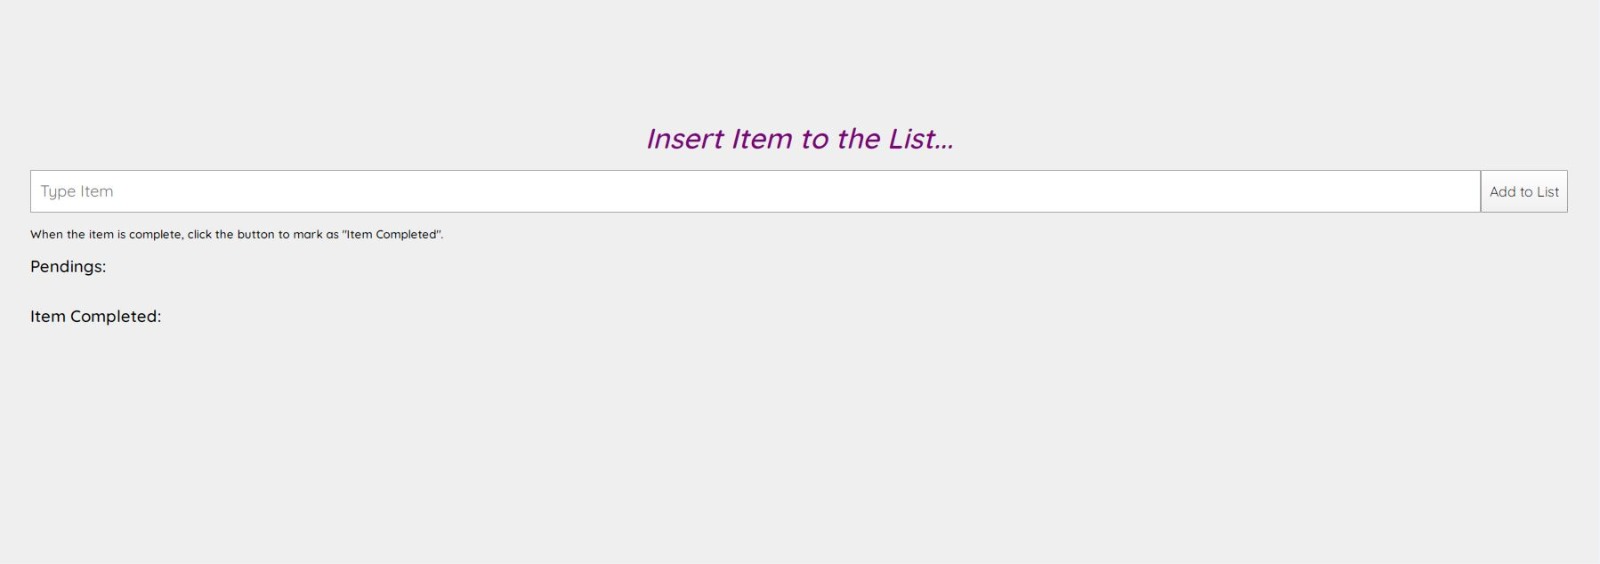 Insert Item to the List...
Type Item
Add to List
When the item is complete, click the button to mark as "Item Completed".
Pendings:
Item Completed: